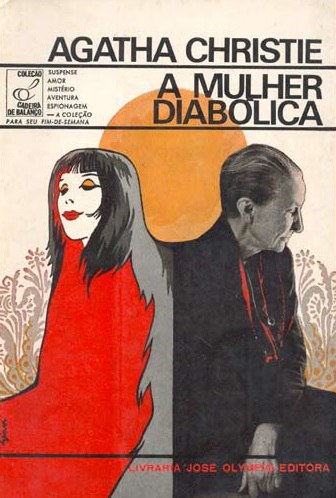 AGATHA CHRISTIE
A MULHER
DIABÓLICA
COLEÇÃO
CADEIRA
DE BALANÇO
SUSPENSE
AMOR
MISTÉRIO
AVENTURA
ESPIONAGEM
— A COLEÇÃO
PARA SEU FIM-DE-SEMANA
LIVRARIA JOSÉ OLYMPIO EDITÔRA